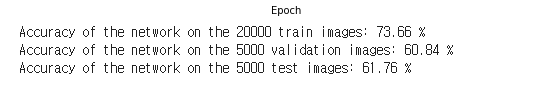 Epoch
Accuracy of the network on the 20000 train images: 73.66 %
Accuracy of the network on the 5000 validation images: 60.84 %
Accuracy of the network on the 5000 test images: 61.76 %